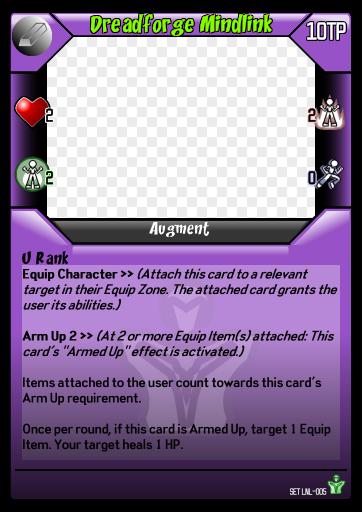 Dreadforge Mindlink
10TP
2
2
2
0
Augment
U Rank
Equip Character >> (Attach this card to a relevant
target in their Equip Zone. The attached card grants the
user its abilities.)
Arm Up 2 >> (At 2 or more Equip Item(s) attached: This
card's "Armed Up" effect is activated.)
Items attached to the user count towards this card's
Arm Up requirement.
Once per round, if this card is Armed Up, target 1 Equip
Item. Your target heals 1 HP.
SET LNL-005